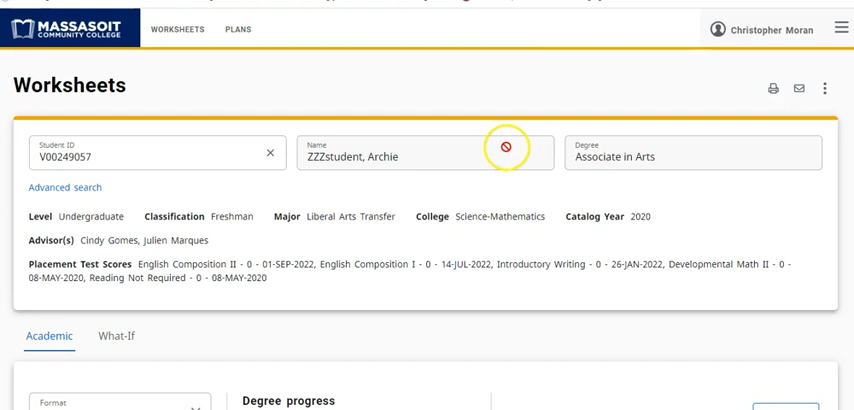 MASSASOIT
COMMUNITY COLLEGE
WORKSHEETS PLANS
Christopher Moran
Worksheets
Student ID
V00249057
Name
ZZZstudent, Archie
Degree
Associate in Arts
Advanced search
Level Undergraduate Classification Freshman Major Liberal Arts Transfer College Science-Mathematics Catalog Year 2020
Advisor(s) Cindy Gomes, Julien Marques
Placement Test Scores English Composition II - 0 - 01-SEP-2022, English Composition I - 0 - 14-JUL-2022, Introductory Writing - 0 - 26-JAN-2022, Developmental Math II - 0 -
08-MAY-2020, Reading Not Required - 0 - 08-MAY-2020
Academic What-If
Format
Degree progress